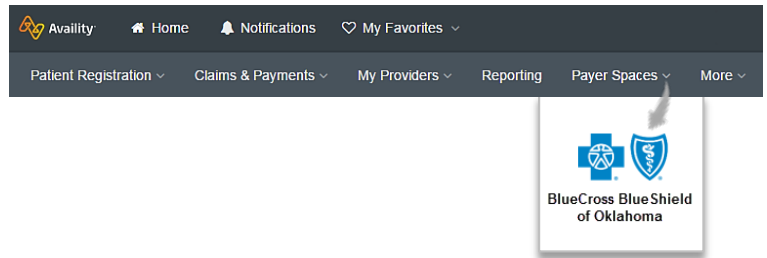 Availity Home Notifications My Favorites
Patient Registration Claims & Payments My Providers Reporting Payer Spaces More
BlueCross BlueShield
of Oklahoma